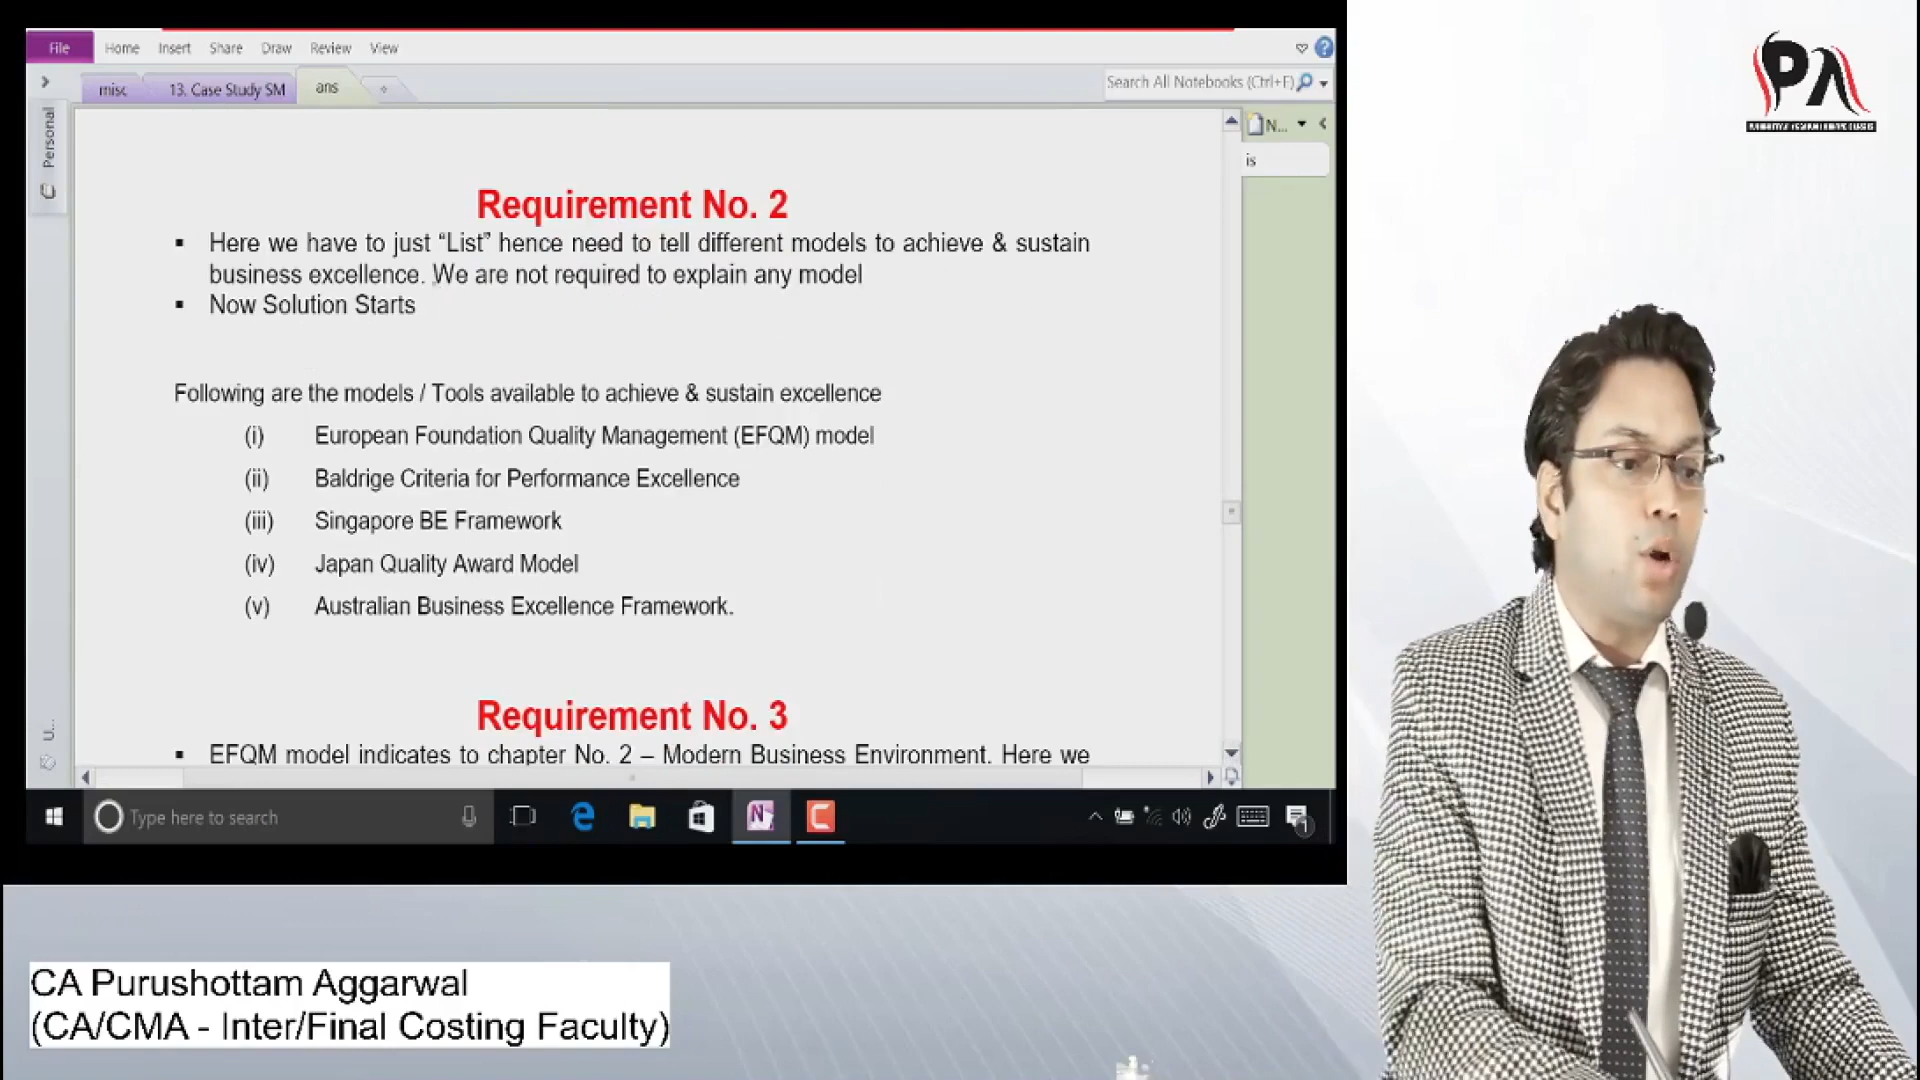 File Home Insert Share Draw Review View
misc 13. Case Study SM ans
Search All Notebooks (Ctrl+E)
Personal
N...
is
Requirement No. 2
▪ Here we have to just “List” hence need to tell different models to achieve & sustain
business excellence. We are not required to explain any model
▪ Now Solution Starts
Following are the models / Tools available to achieve & sustain excellence
(i) European Foundation Quality Management (EFQM) model
(ii) Baldrige Criteria for Performance Excellence
(iii) Singapore BE Framework
(iv) Japan Quality Award Model
(v) Australian Business Excellence Framework.
Requirement No. 3
▪ EFQM model indicates to chapter No. 2 – Modern Business Environment. Here we
U...
Type here to search
1
PA
CA Purushottam Aggarwal
(CA/CMA - Inter/Final Costing Faculty)